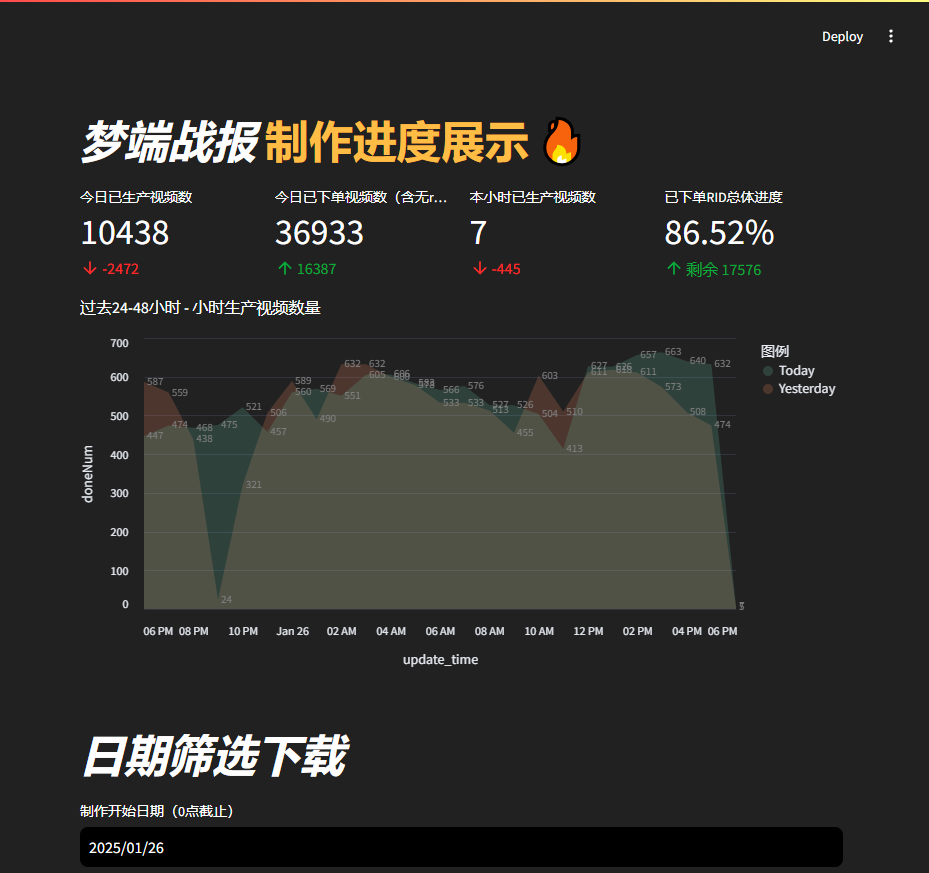 Deploy
梦端战报 制作进度展示
今日已生产视频数
10438
-2472
今日已下单视频数（含无r...
36933
16387
本小时已生产视频数
7
-445
已下单RID总体进度
86.52%
剩余 17576
过去24-48小时 - 小时生产视频数量
图例
Today
Yesterday
doneNum
700
600
500
400
300
200
100
0
587 559 447 474 468 438 475 24 521 321 506 457 589 560 569 490 632 551 632 605 606 566 533 576 533 527 513 526 455 603 504 510 413 627 611 626 657 611 663 573 640 508 632 474
06 PM 08 PM 10 PM Jan 26 02 AM 04 AM 06 AM 08 AM 10 AM 12 PM 02 PM 04 PM 06 PM
update_time
日期筛选下载
制作开始日期（0点截止）
2025/01/26